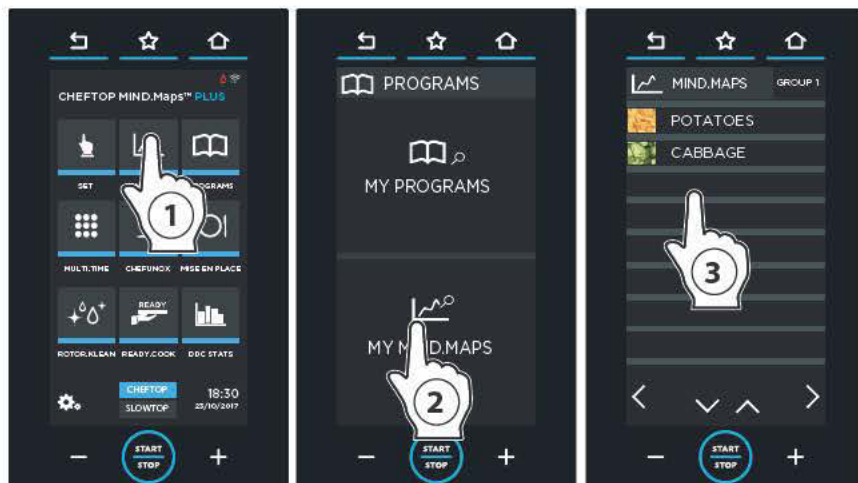 CHEFTOP MIND.Maps™ PLUS
SET
PROGRAMS
1
MULTI.TIME
CHEFUNOX
MISE EN PLACE
READY
ROTOR.KLEAN
READY.COOK
DDC STATS
CHEFTOP
SLOWTOP
18:30
25/10/2017
START
STOP
PROGRAMS
MY PROGRAMS
MY MIND.MAPS
2
START
STOP
MIND.MAPS
GROUP 1
POTATOES
CABBAGE
3
START
STOP